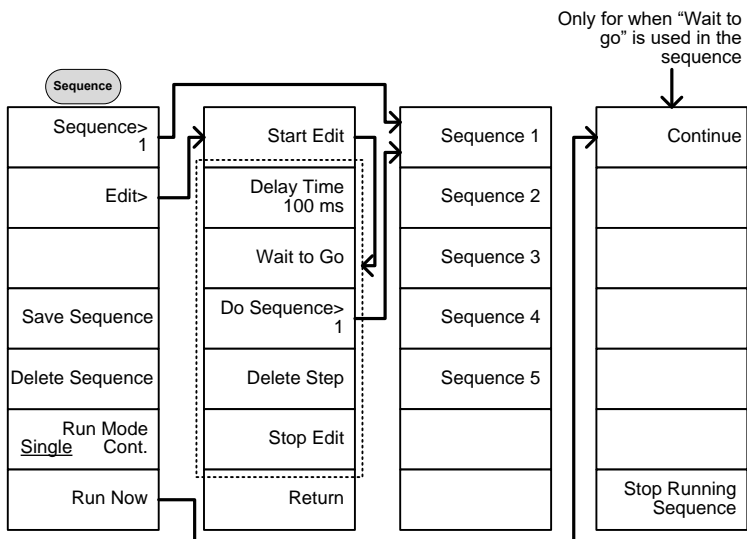 Only for when “Wait to
go” is used in the
sequence
Sequence
Sequence>
1
Edit>
Save Sequence
Delete Sequence
Run Mode
Single Cont.
Run Now
Start Edit
Delay Time
100 ms
Wait to Go
Do Sequence>
1
Delete Step
Stop Edit
Return
Sequence 1
Sequence 2
Sequence 3
Sequence 4
Sequence 5
Continue
Stop Running
Sequence